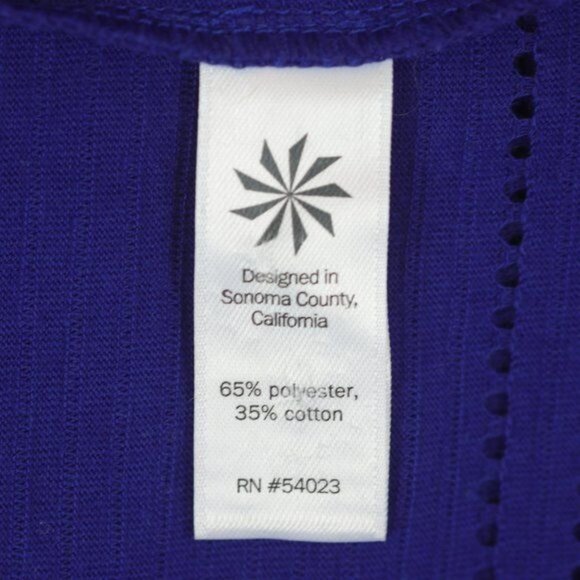 Designed in
Sonoma County,
California
65% polyester,
35% cotton
RN #54023